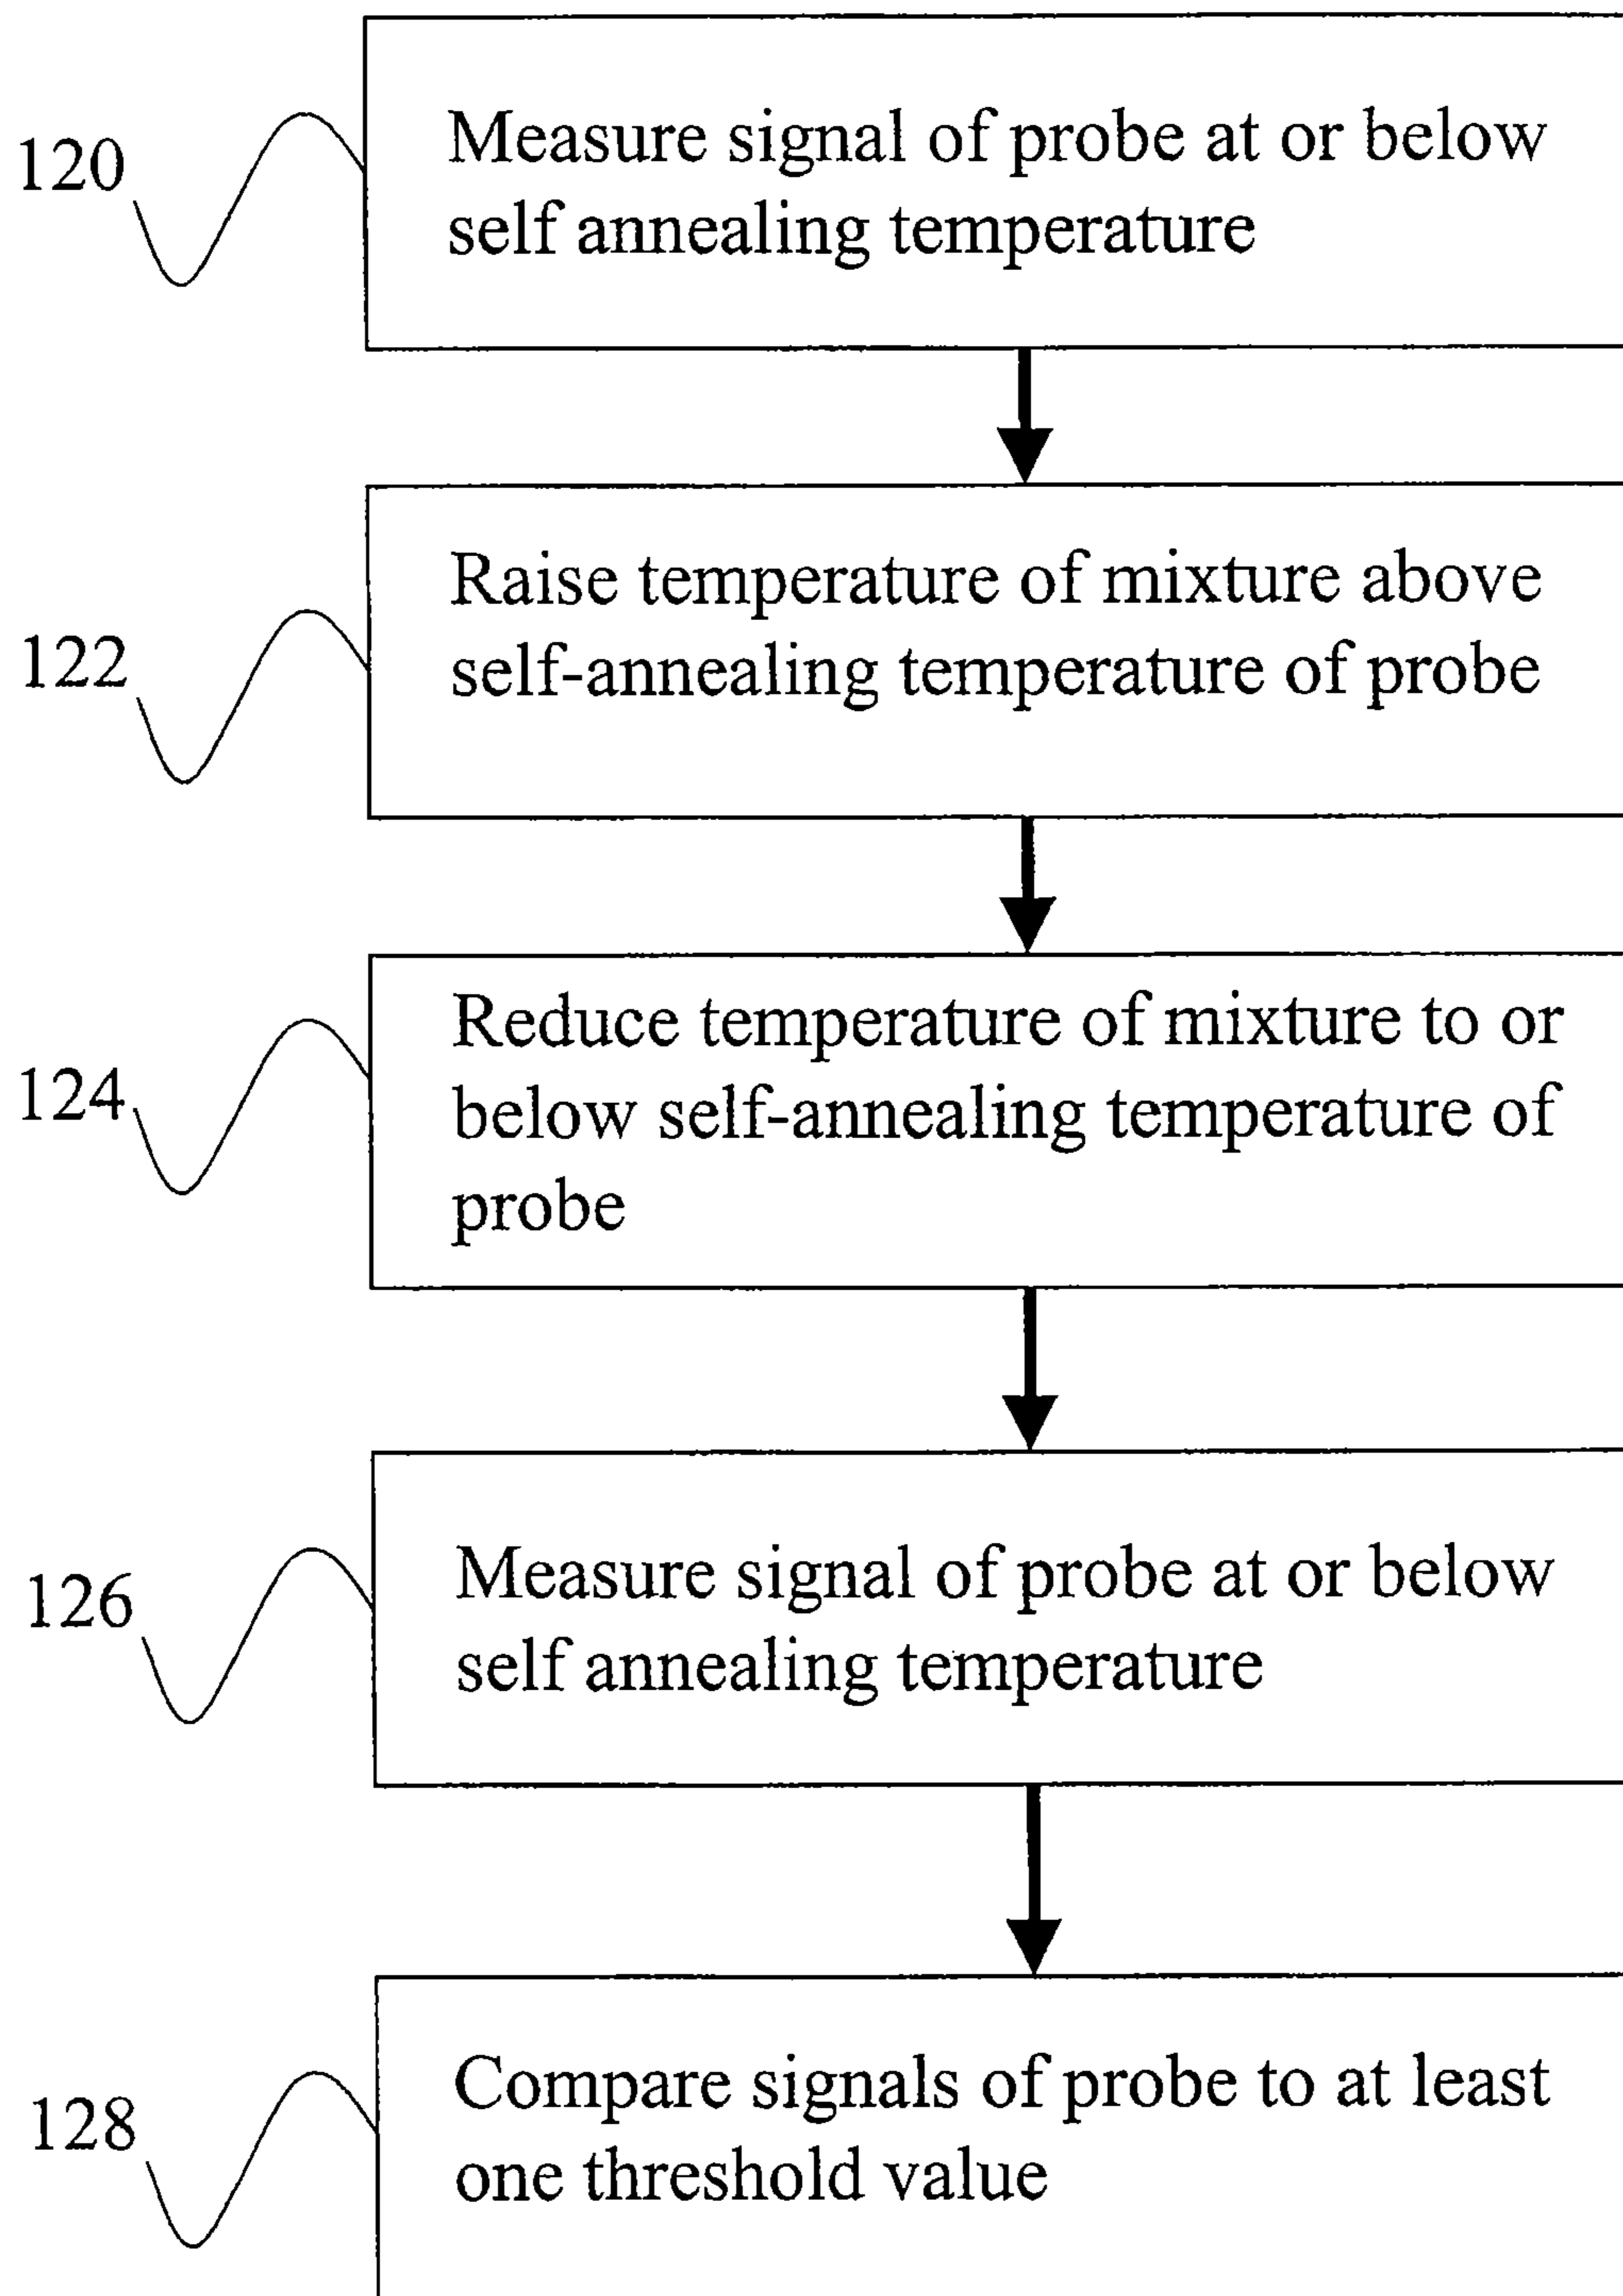 120
Measure signal of probe at or below
self annealing temperature
122
Raise temperature of mixture above
self-annealing temperature of probe
124
Reduce temperature of mixture to or
below self-annealing temperature of
probe
126
Measure signal of probe at or below
self annealing temperature
128
Compare signals of probe to at least
one threshold value